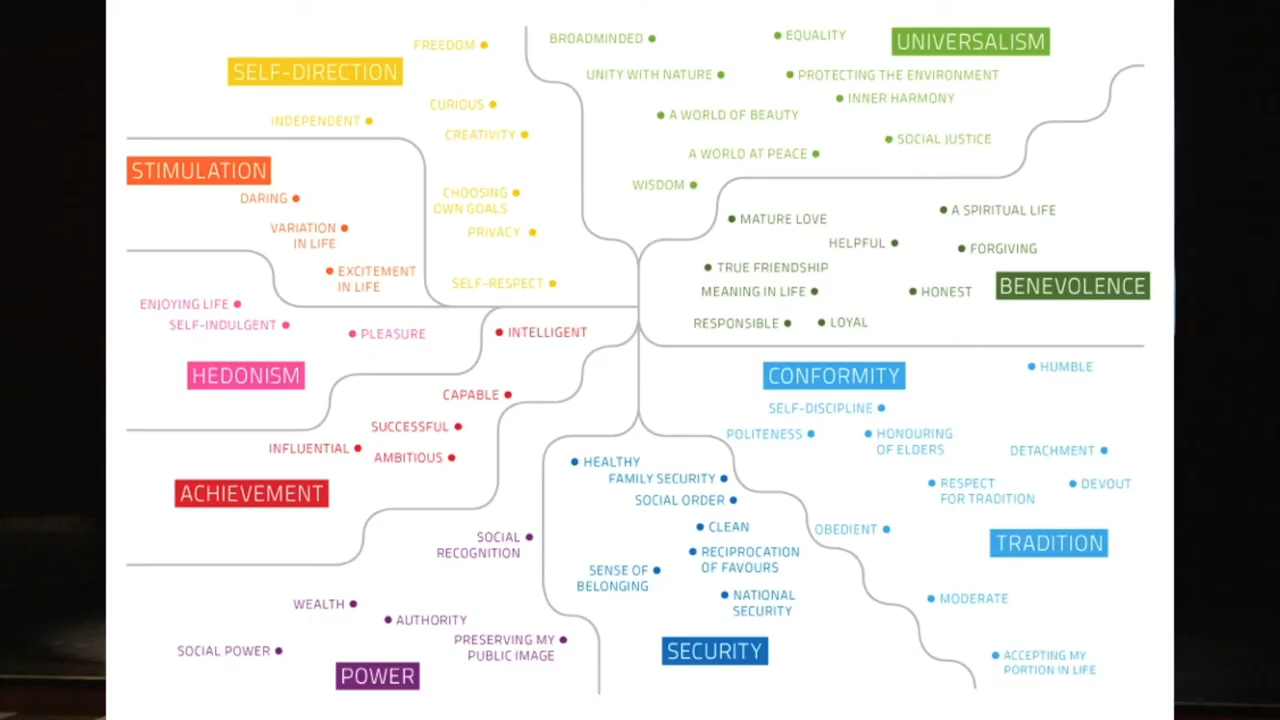 SELF-DIRECTION
FREEDOM
CURIOUS
INDEPENDENT
CREATIVITY
CHOOSING
OWN GOALS
PRIVACY
SELF-RESPECT
UNIVERSALISM
BROADMINDED
EQUALITY
UNITY WITH NATURE
PROTECTING THE ENVIRONMENT
INNER HARMONY
A WORLD OF BEAUTY
SOCIAL JUSTICE
A WORLD AT PEACE
WISDOM
STIMULATION
DARING
VARIATION
IN LIFE
EXCITEMENT
IN LIFE
MATURE LOVE
A SPIRITUAL LIFE
HELPFUL
FORGIVING
TRUE FRIENDSHIP
MEANING IN LIFE
HONEST
BENEVOLENCE
RESPONSIBLE
LOYAL
ENJOYING LIFE
SELF-INDULGENT
PLEASURE
HEDONISM
INTELLIGENT
CAPABLE
SUCCESSFUL
INFLUENTIAL
AMBITIOUS
ACHIEVEMENT
CONFORMITY
HUMBLE
SELF-DISCIPLINE
POLITENESS
HONOURING
OF ELDERS
DETACHMENT
RESPECT
FOR TRADITION
DEVOUT
OBEDIENT
TRADITION
MODERATE
ACCEPTING MY
PORTION IN LIFE
HEALTHY
FAMILY SECURITY
SOCIAL ORDER
CLEAN
RECIPROCATION
OF FAVOURS
SENSE OF
BELONGING
NATIONAL
SECURITY
SECURITY
SOCIAL
RECOGNITION
WEALTH
AUTHORITY
PRESERVING MY
PUBLIC IMAGE
SOCIAL POWER
POWER